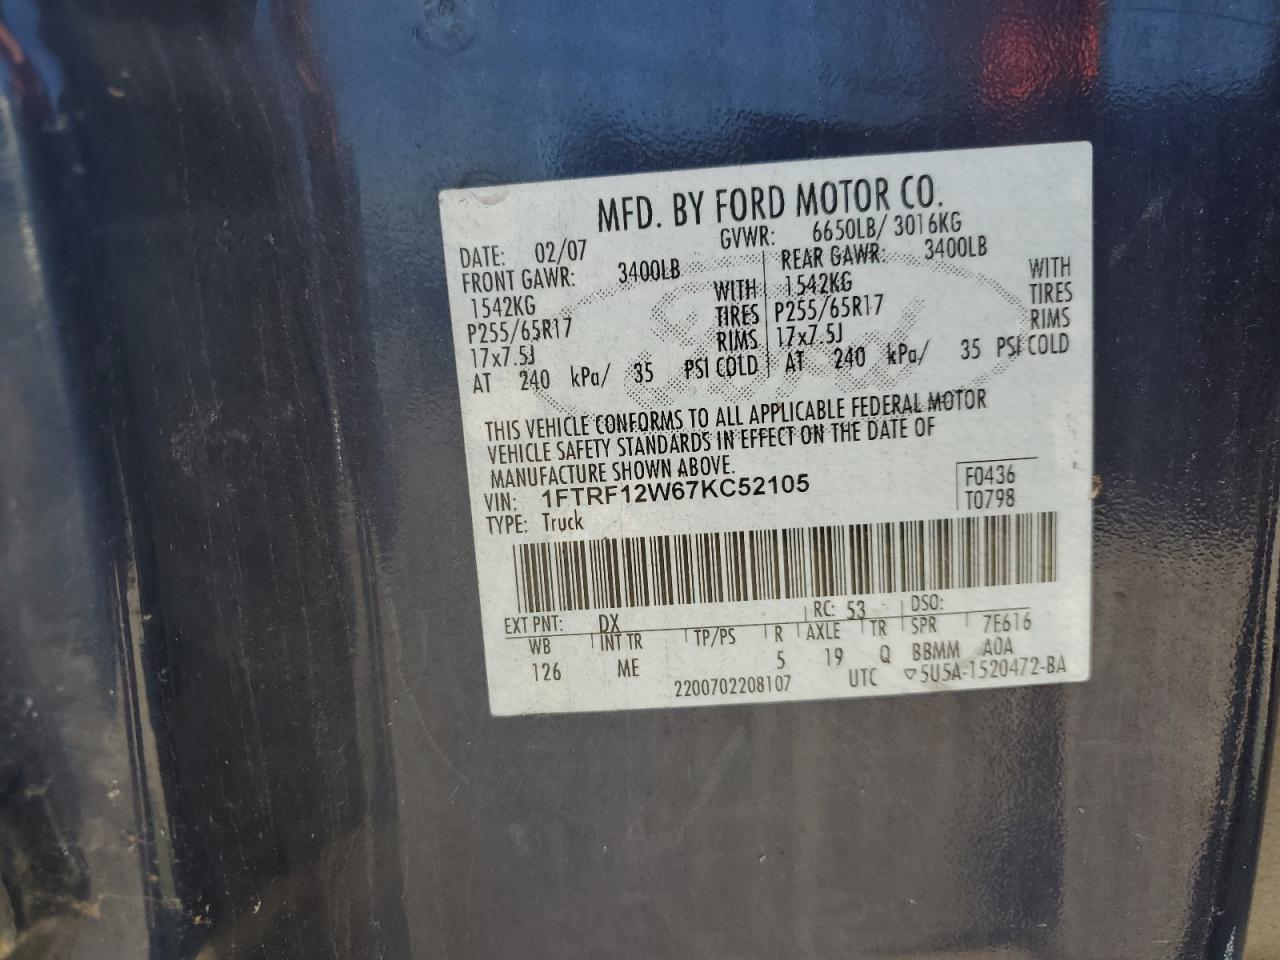 MFD. BY FORD MOTOR CO.
DATE: 02/07 GVWR: 6650LB/ 3016KG
FRONT GAWR: 3400LB REAR GAWR: 3400LB
1542KG WITH 1542KG WITH
P255/65R17 TIRES P255/65R17 TIRES
17x7.5J RIMS 17x7.5J RIMS
AT 240 kPa/ 35 PSI COLD AT 240 kPa/ 35 PSI COLD
THIS VEHICLE CONFORMS TO ALL APPLICABLE FEDERAL MOTOR
VEHICLE SAFETY STANDARDS IN EFFECT ON THE DATE OF
MANUFACTURE SHOWN ABOVE.
VIN: 1FTRF12W67KC52105 F0436
TYPE: Truck T0798
EXT PNT: DX RC: 53 DSO:
WB INT TR TP/PS R AXLE TR SPR 7E616
126 ME 5 19 Q BBMM A0A
2200702208107 UTC ▽5U5A-1520472-BA